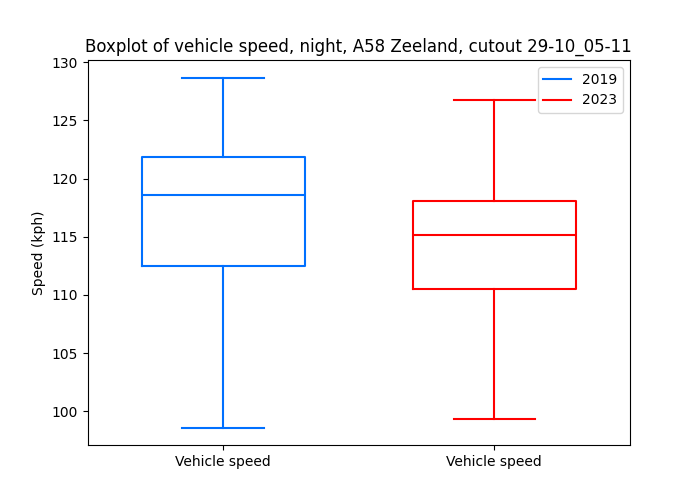 Boxplot of vehicle speed, night, A58 Zeeland, cutout 29-10_05-11
2019
2023
Speed (kph)
130
125
120
115
110
105
100
Vehicle speed
Vehicle speed